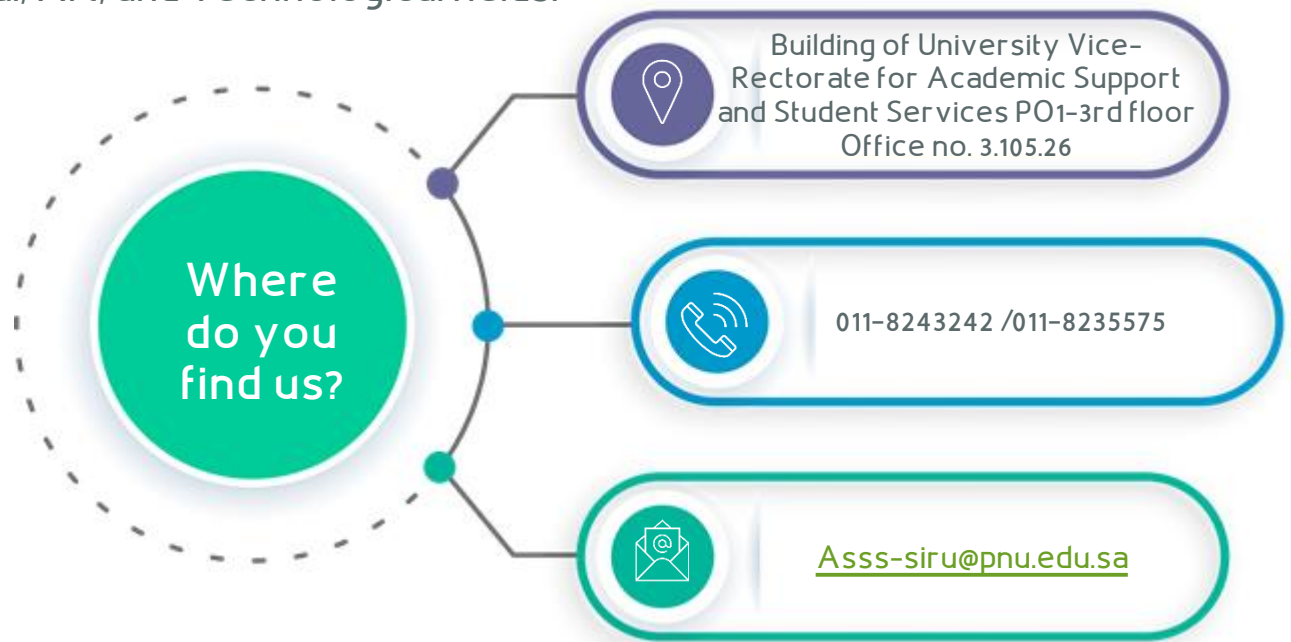 Where
do you
find us?
Building of University Vice-
Rectorate for Academic Support
and Student Services PO1-3rd floor
Office no. 3.105.26
011-8243242 /011-8235575
Asss-siru@pnu.edu.sa